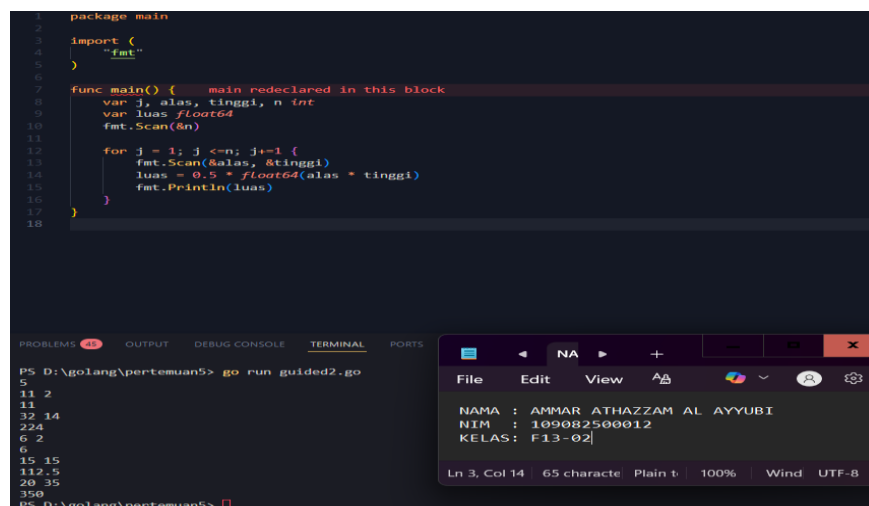 1 package main
2
3 import (
4 "fmt"
5 )
6
7 func main() { main redeclared in this block
8 var j, alas, tinggi, n int
9 var luas float64
10 fmt.Scan(&n)
11
12 for j = 1; j <=n; j+=1 {
13 fmt.Scan(&alas, &tinggi)
14 luas = 0.5 * float64(alas * tinggi)
15 fmt.Println(luas)
16 }
17 }
18
PROBLEMS 45 OUTPUT DEBUG CONSOLE TERMINAL PORTS
PS D:\golang\pertemuan5> go run guided2.go
5
11 2
11
32 14
224
6 2
6
15 15
112.5
20 35
350
PS D:\golang\pertemuan5>
NA
File Edit View
NAMA : AMMAR ATHAZZAM AL AYYUBI
NIM : 109082500012
KELAS: F13-02
Ln 3, Col 14 65 characte Plain t 100% Wind UTF-8